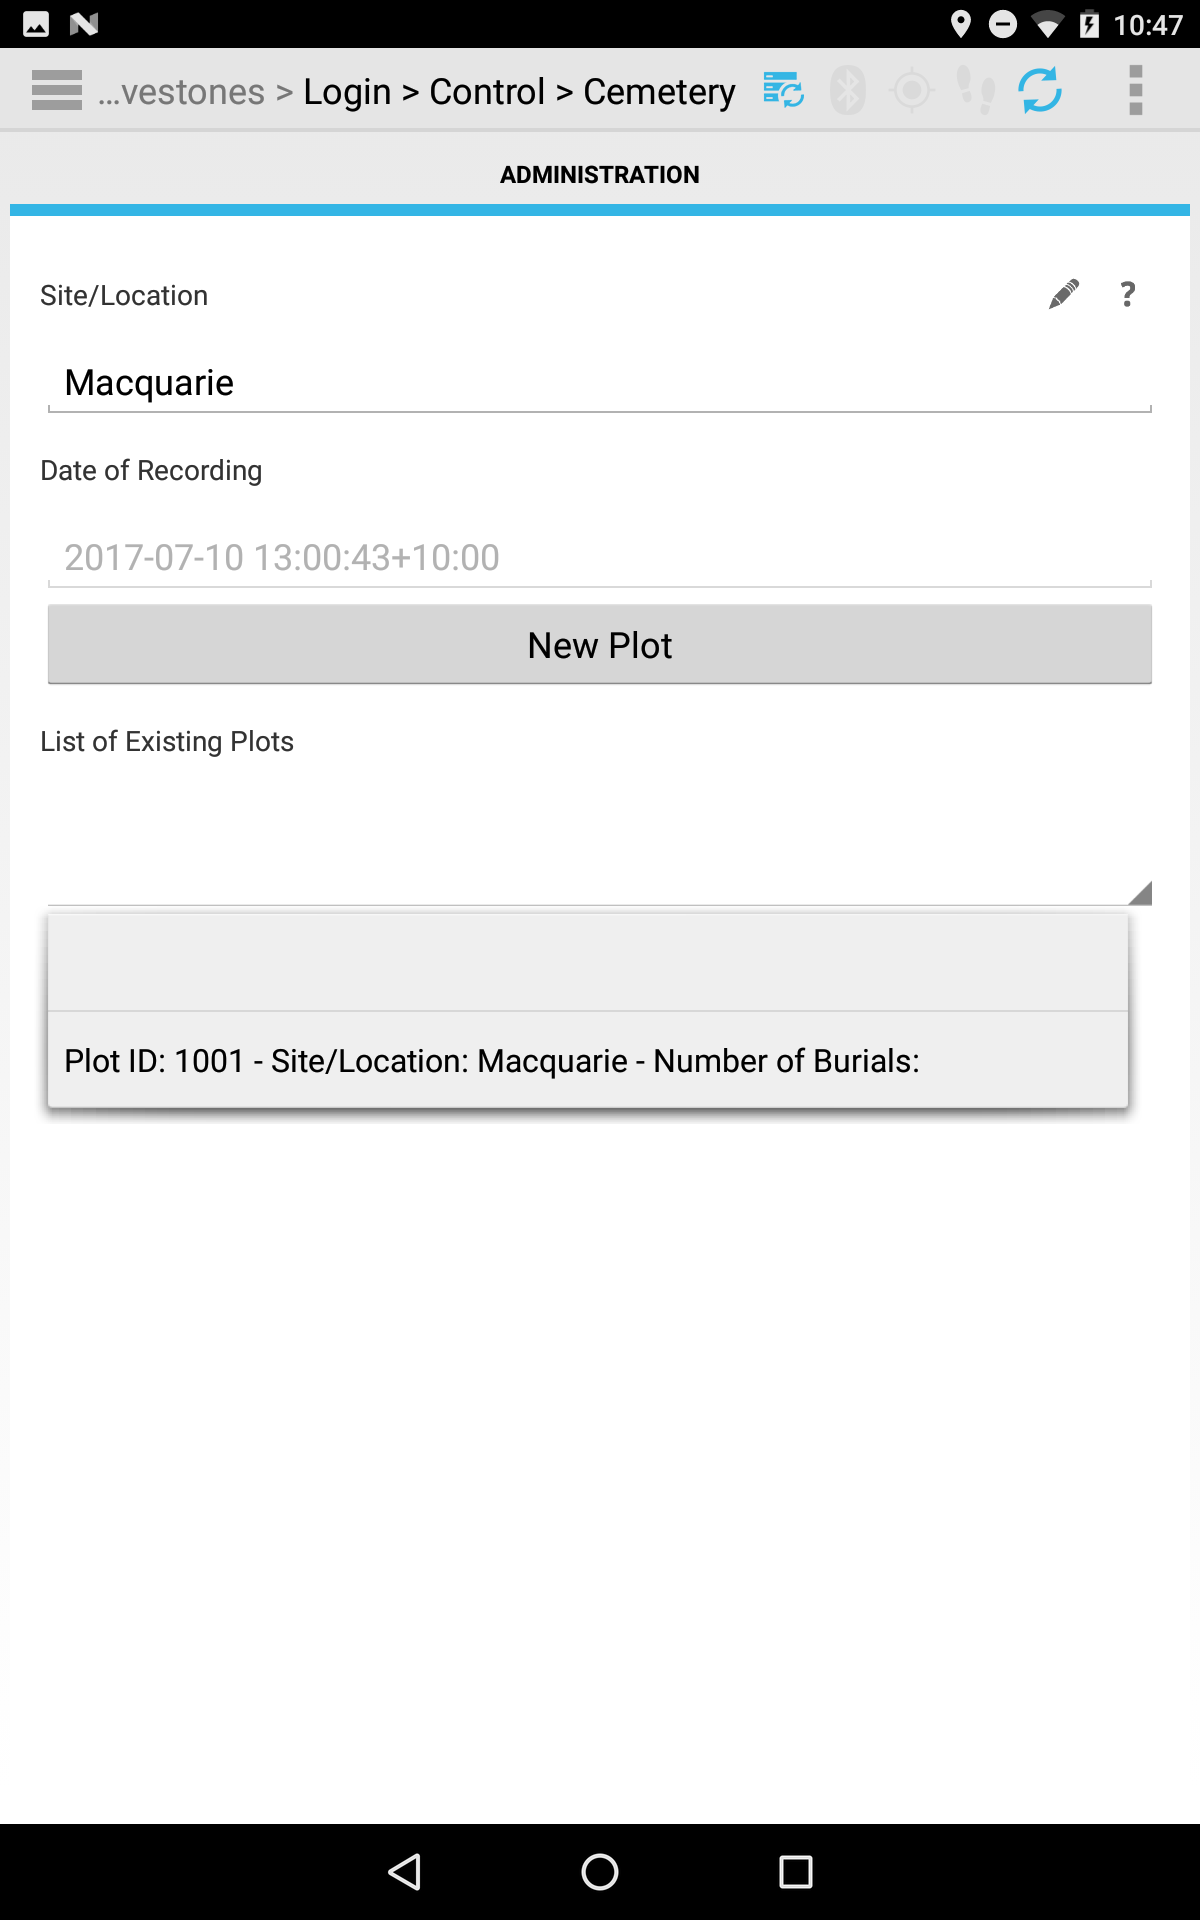 10:47
...vestones > Login > Control > Cemetery
ADMINISTRATION
Site/Location
?
Macquarie
Date of Recording
2017-07-10 13:00:43+10:00
New Plot
List of Existing Plots
Plot ID: 1001 - Site/Location: Macquarie - Number of Burials: